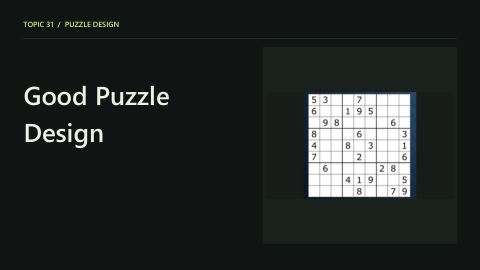 TOPIC 31 / PUZZLE DESIGN
Good Puzzle
Design
5 3 7
6 1 9 5
9 8 6
8 6 3
4 8 3 1
7 2 6
6 2 8
4 1 9 5
8 7 9